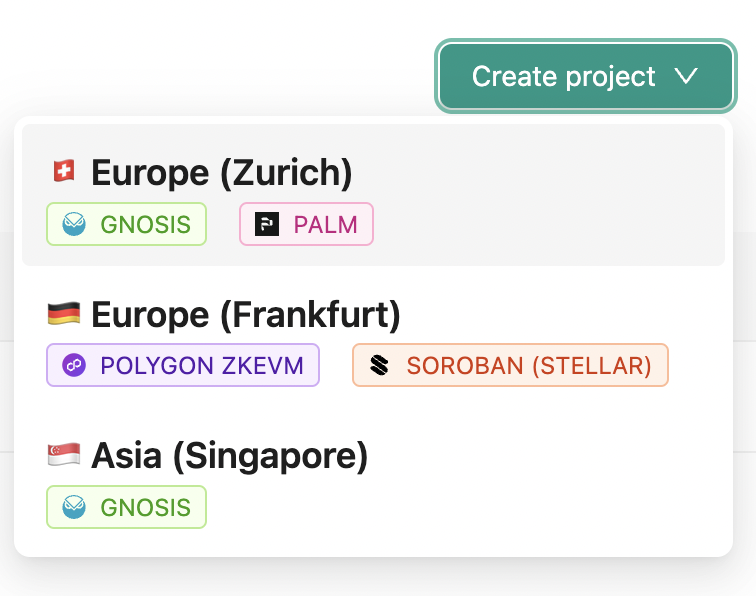 Create project
Europe (Zurich)
GNOSIS PALM
Europe (Frankfurt)
POLYGON ZKEVM SOROBAN (STELLAR)
Asia (Singapore)
GNOSIS